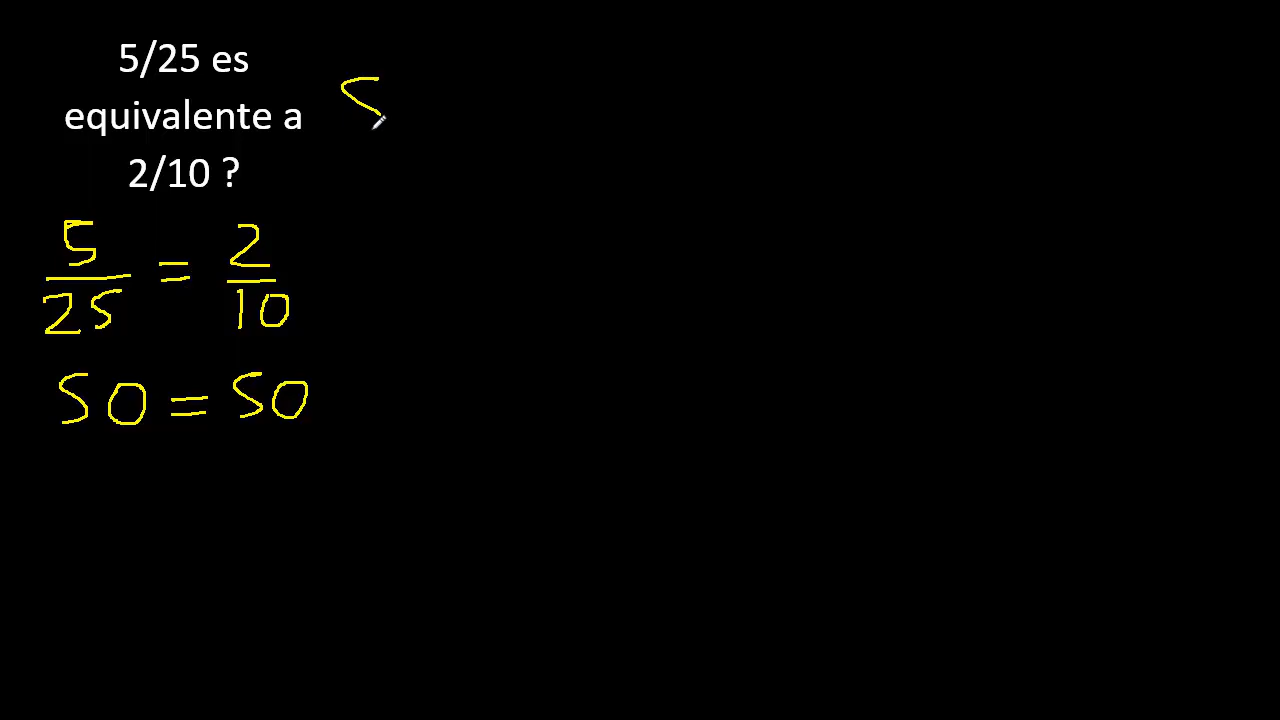 5/25 es
equivalente a
2/10 ?
5/25 = 2/10
50 = 50
S